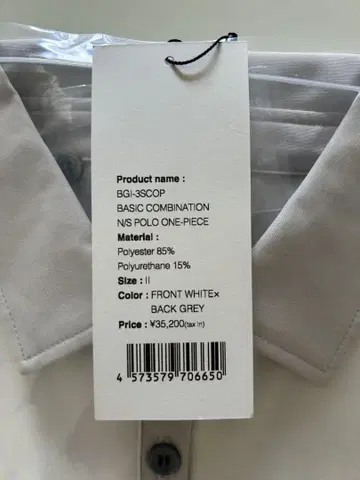 Product name :
BGI-3SCOP
BASIC COMBINATION
N/S POLO ONE-PIECE
Material :
Polyester 85%
Polyurethane 15%
Size : II
Color : FRONT WHITE×
BACK GREY
Price : ¥35,200(tax in)
4 573579 706650